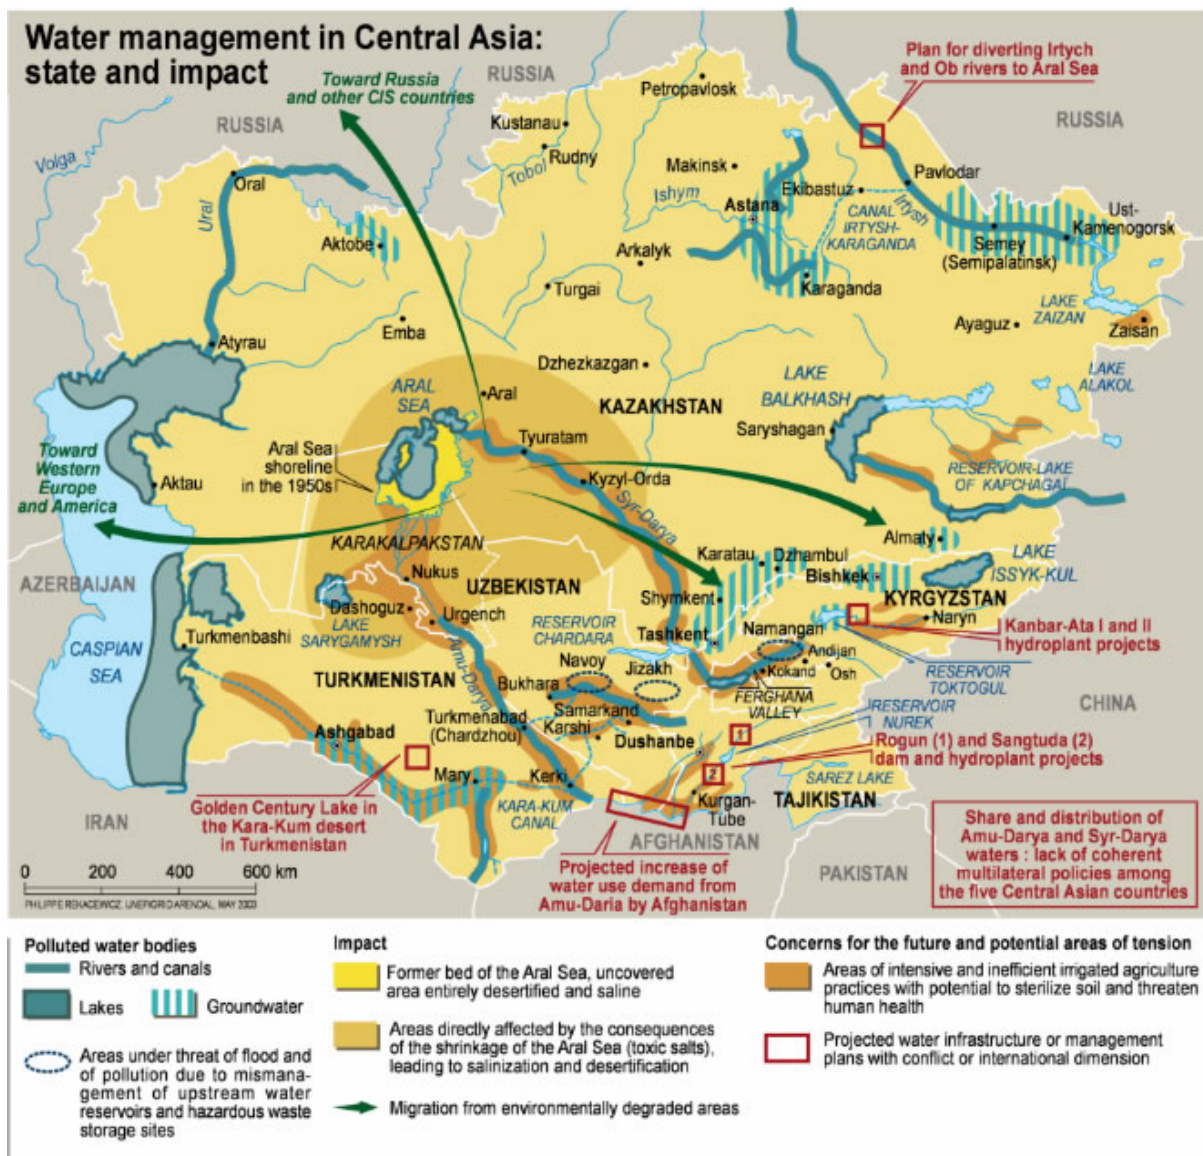 Water management in Central Asia:
state and impact
Toward Russia
and other CIS countries
RUSSIA
RUSSIA
RUSSIA
Plan for diverting Irtych
and Ob rivers to Aral Sea
Petropavlosk
Kustanau
Rudny
Tobol
Volga
Oral
Ural
Makinsk
Ishym
Astana
Ekibastuz
Pavlodar
Irtysh
CANAL
IRTYSH-
KARAGANDA
Ust-
Kamenogorsk
Semey
(Semipalatinsk)
Aktobe
Arkalyk
Karaganda
Turgai
LAKE
ZAIZAN
Zaisan
Ayaguz
Emba
Atyrau
Dzhezkazgan
LAKE
ALAKOL
LAKE
BALKHASH
ARAL
SEA
Aral
KAZAKHSTAN
Saryshagan
Tyuratam
Aral Sea
shoreline
in the 1950s
Toward
Western
Europe
and America
Aktau
Kyzyl-Orda
Syr-Darya
RESERVOIR-LAKE
OF KAPCHAGAI
Almaty
KARAKALPAKSTAN
Karatau
Dzhambul
Bishkek
LAKE
ISSYK-KUL
AZERBAIJAN
Nukus
UZBEKISTAN
Shymkent
KYRGYZSTAN
Dashoguz
Urgench
LAKE
SARYGAMYSH
RESERVOIR
CHARDARA
Tashkent
Namangan
Naryn
Kanbar-Ata I and II
hydroplant projects
Turkmenbashi
CASPIAN
SEA
Amu-Darya
Navoy
Jizakh
Andijan
Kokand
Osh
RESERVOIR
TOKTOGUL
TURKMENISTAN
Bukhara
FERGHANA
VALLEY
CHINA
Samarkand
Karshi
RESERVOIR
NUREK
Turkmenabad
(Chardzhou)
Dushanbe
1
Rogun (1) and Sangtuda (2)
dam and hydroplant projects
Ashgabad
Mary
Kerki
2
SAREZ LAKE
Kurgan-
Tube
TAJIKISTAN
Golden Century Lake in
the Kara-Kum desert
in Turkmenistan
KARA-KUM
CANAL
IRAN
AFGHANISTAN
PAKISTAN
Projected increase of
water use demand from
Amu-Daria by Afghanistan
Share and distribution of
Amu-Darya and Syr-Darya
waters : lack of coherent
multilateral policies among
the five Central Asian countries
0 200 400 600 km
PHILIPPE REKACEWICZ, UNEP/GRID ARENDAL, MAY 2003
Polluted water bodies
Rivers and canals
Lakes
Groundwater
Areas under threat of flood and
of pollution due to mismana-
gement of upstream water
reservoirs and hazardous waste
storage sites
Impact
Former bed of the Aral Sea, uncovered
area entirely desertified and saline
Areas directly affected by the consequences
of the shrinkage of the Aral Sea (toxic salts),
leading to salinization and desertification
Migration from environmentally degraded areas
Concerns for the future and potential areas of tension
Areas of intensive and inefficient irrigated agriculture
practices with potential to sterilize soil and threaten
human health
Projected water infrastructure or management
plans with conflict or international dimension